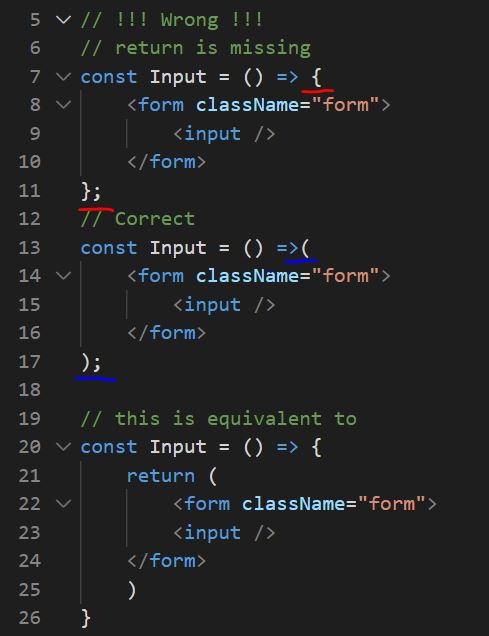 5 // !!! Wrong !!!
6 // return is missing
7 const Input = () => {
8     <form className="form">
9         <input />
10     </form>
11 };
12 // Correct
13 const Input = () =>(
14     <form className="form">
15         <input />
16     </form>
17 );
18
19 // this is equivalent to
20 const Input = () => {
21     return (
22         <form className="form">
23         <input />
24     </form>
25     )
26 }